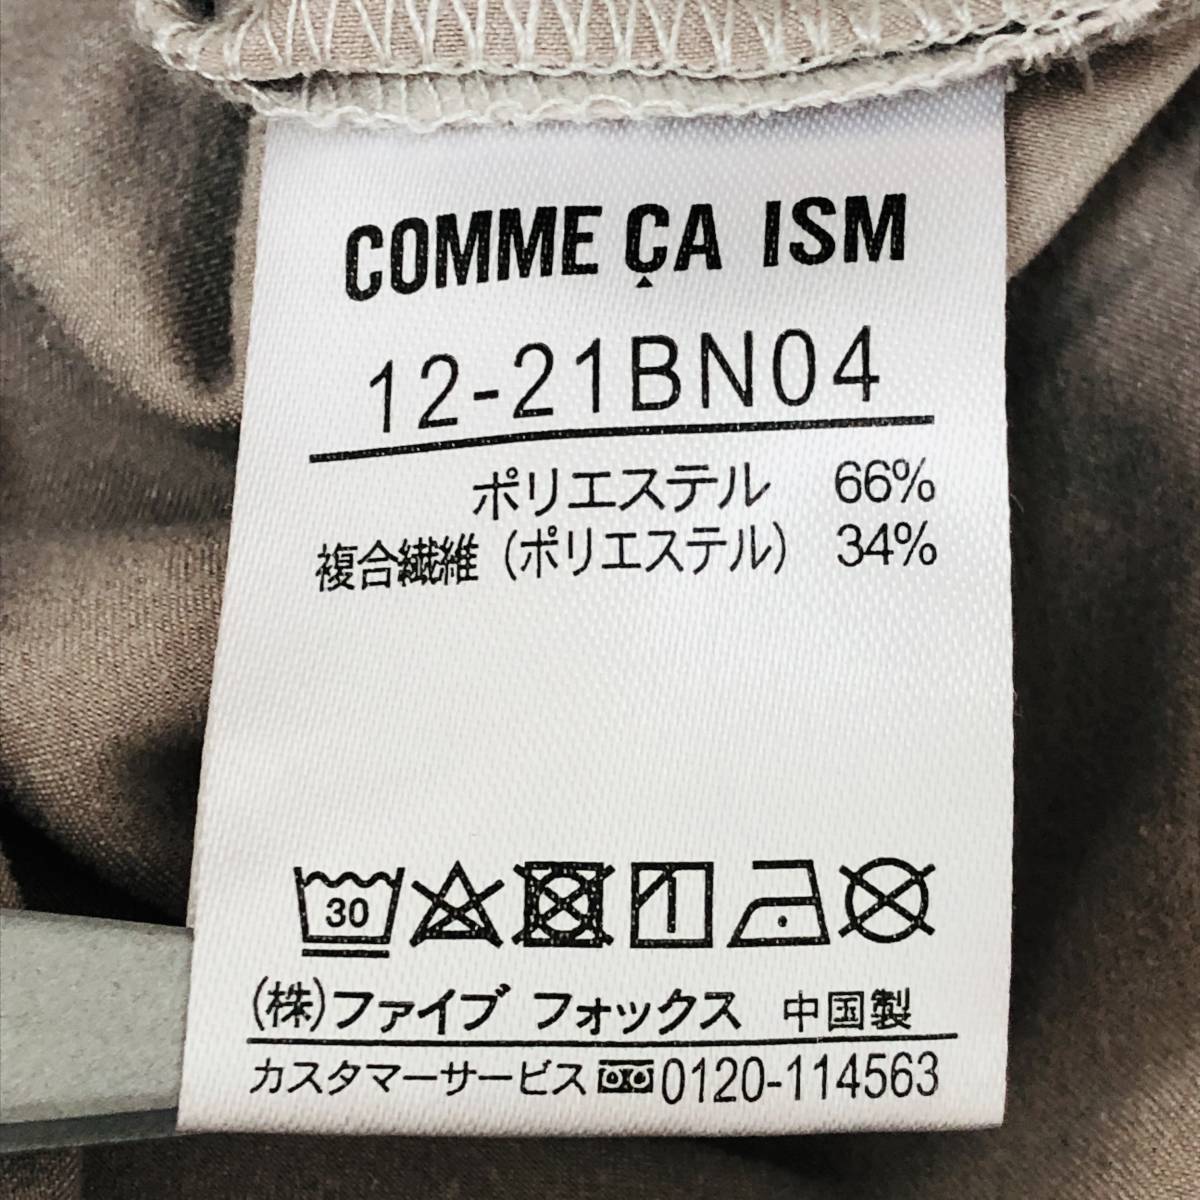 COMME ÇA ISM
12-21BN04
ポリエステル 66%
複合繊維 (ポリエステル) 34%
30
(株)ファイブ フォックス 中国製
カスタマーサービス 0120-114563